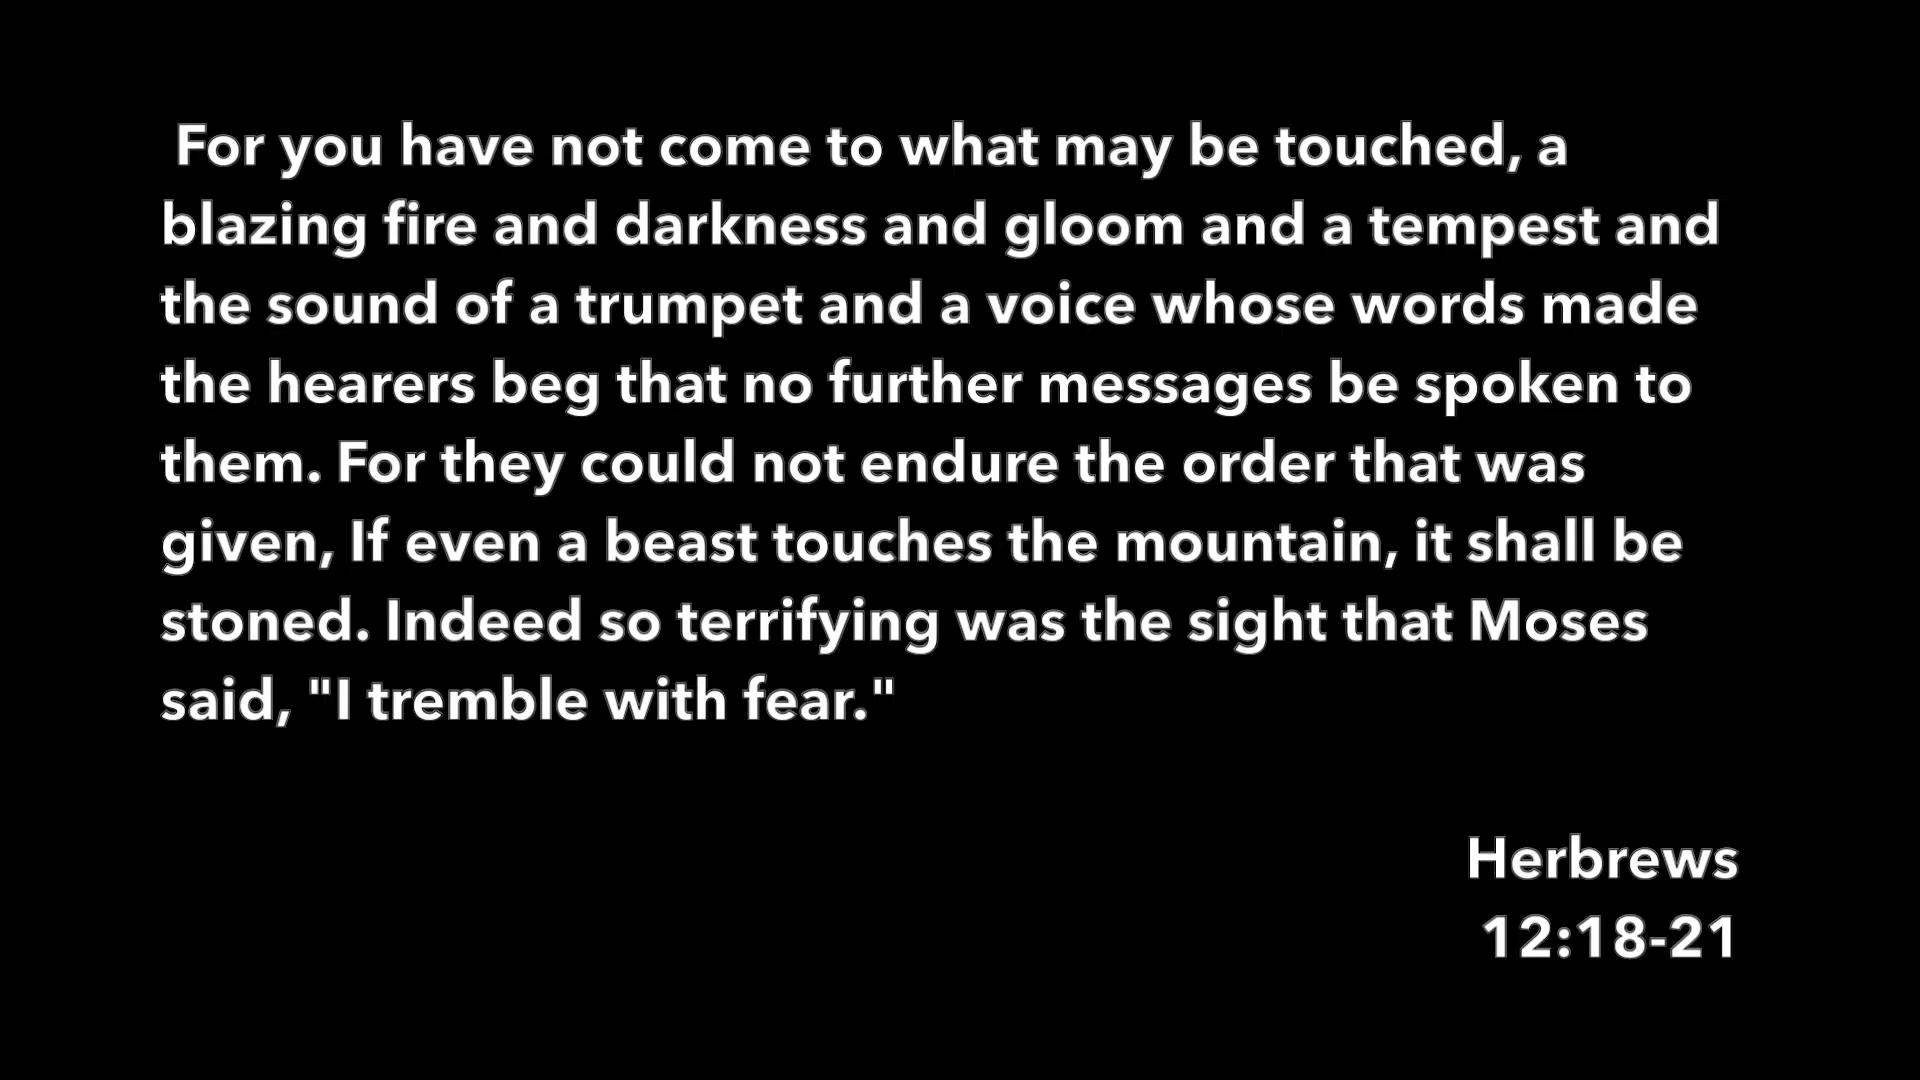 For you have not come to what may be touched, a
blazing fire and darkness and gloom and a tempest and
the sound of a trumpet and a voice whose words made
the hearers beg that no further messages be spoken to
them. For they could not endure the order that was
given, If even a beast touches the mountain, it shall be
stoned. Indeed so terrifying was the sight that Moses
said, "I tremble with fear."
Herbrews
12:18-21